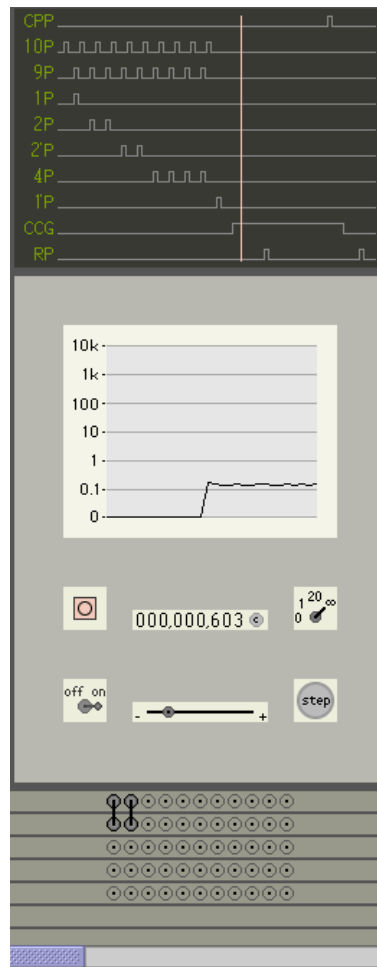 CPP
10P
9P
1P
2P
2'P
4P
1'P
CCG
RP
10k
1k
100
10
1
0.1
0
000,000,603 c
1 20 ∞
0
off on
- +
step